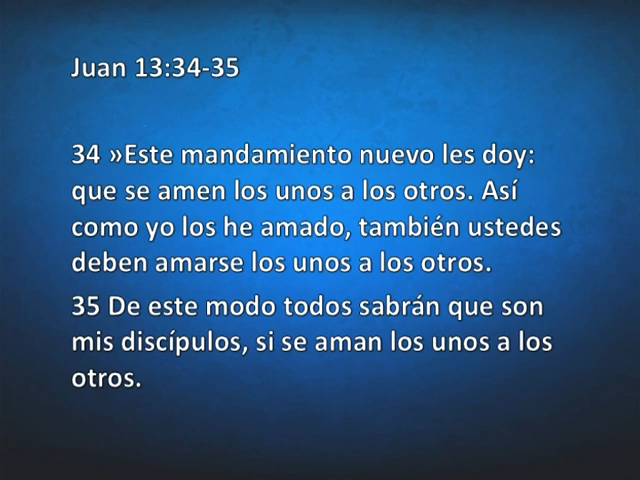 Juan 13:34-35
34 »Este mandamiento nuevo les doy:
que se amen los unos a los otros. Así
como yo los he amado, también ustedes
deben amarse los unos a los otros.
35 De este modo todos sabrán que son
mis discípulos, si se aman los unos a los
otros.